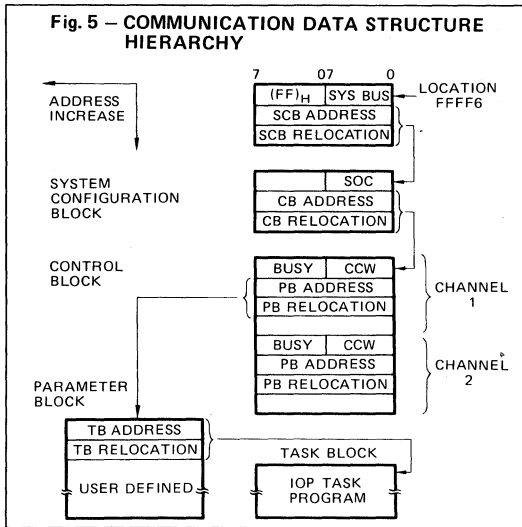 Fig. 5 – COMMUNICATION DATA STRUCTURE
HIERARCHY
7 07 0
ADDRESS
INCREASE
(FF)H SYS BUS
SCB ADDRESS
SCB RELOCATION
LOCATION
FFFF6
SYSTEM
CONFIGURATION
BLOCK
SOC
CB ADDRESS
CB RELOCATION
CONTROL
BLOCK
BUSY CCW
PB ADDRESS
PB RELOCATION
CHANNEL
1
BUSY CCW
PB ADDRESS
PB RELOCATION
CHANNEL
2
PARAMETER
BLOCK
TB ADDRESS
TB RELOCATION
USER DEFINED
TASK BLOCK
IOP TASK
PROGRAM